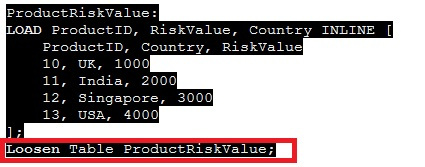 ProductRiskValue:
LOAD ProductID, RiskValue, Country INLINE [
ProductID, Country, RiskValue
10, UK, 1000
11, India, 2000
12, Singapore, 3000
13, USA, 4000
];
Loosen Table ProductRiskValue;